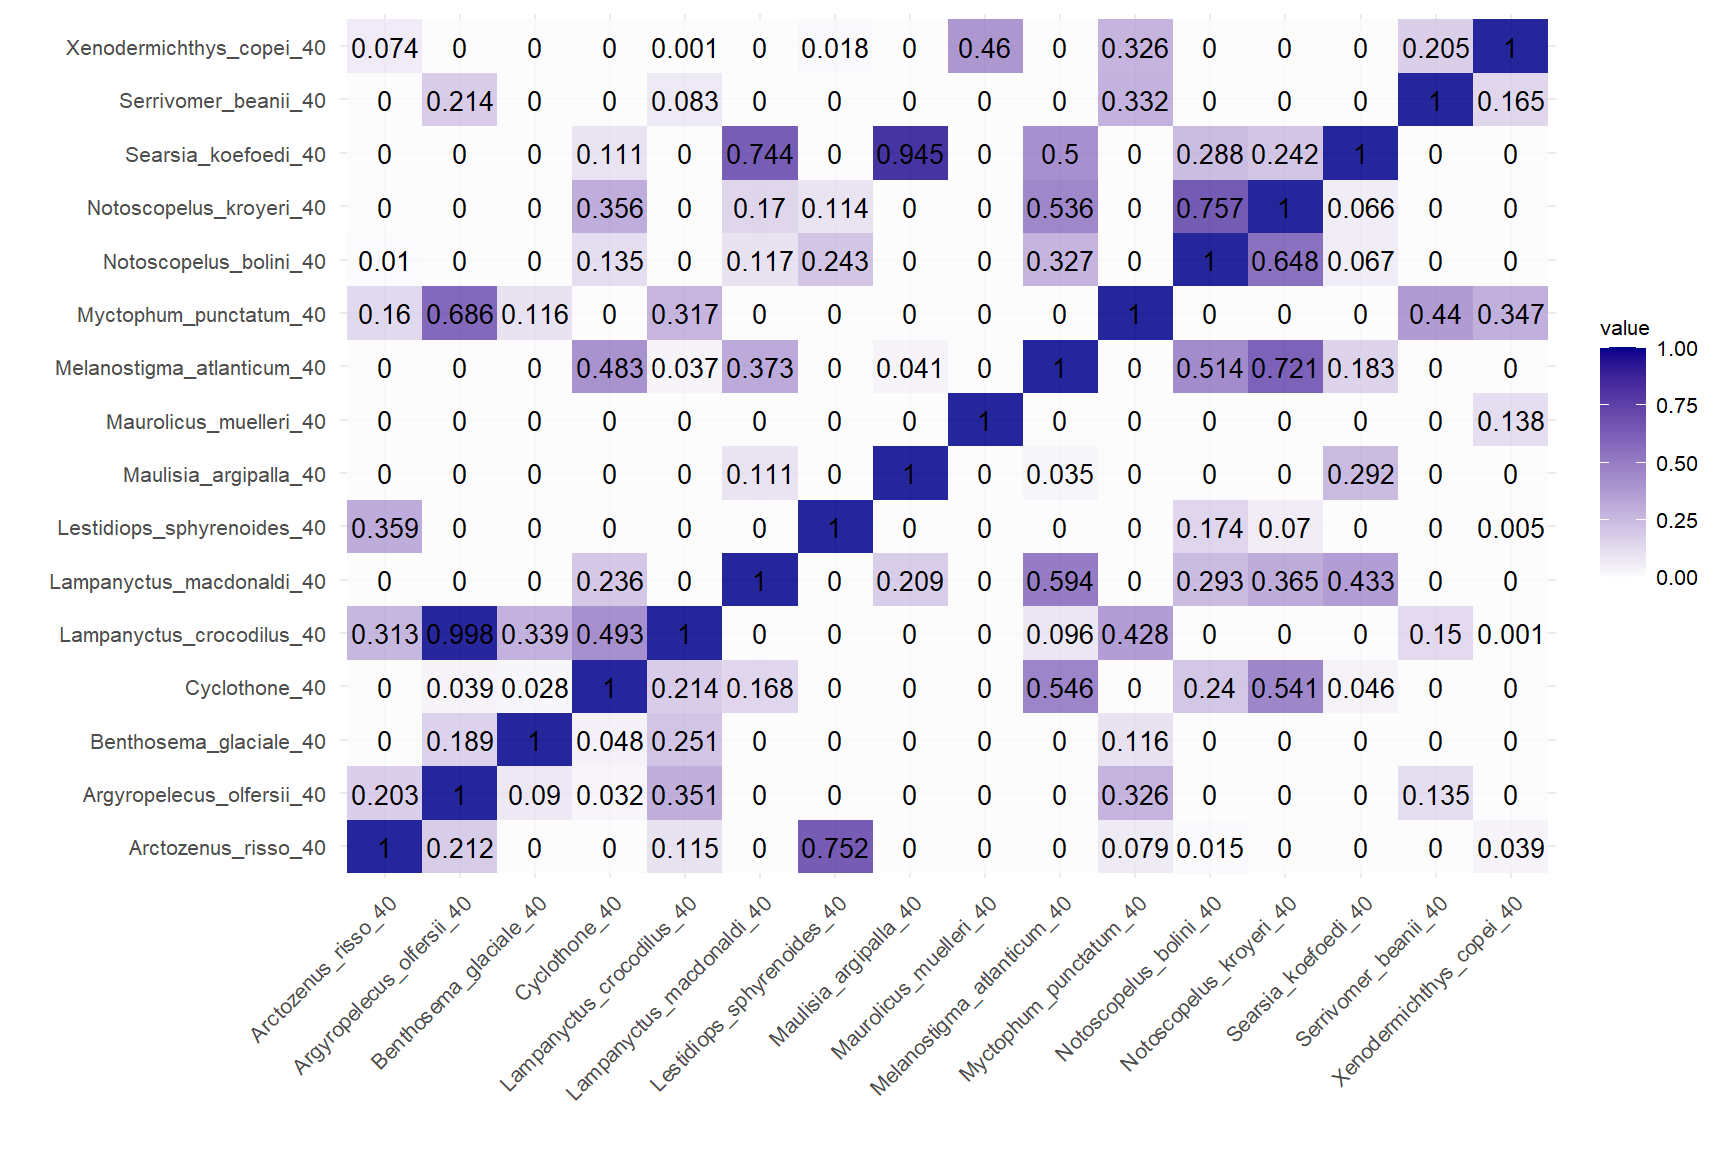 Xenodermichthys_copei_40 0.074 0 0 0 0.001 0 0.018 0 0.46 0 0.326 0 0 0 0.205 1
Serrivomer_beanii_40 0 0.214 0 0 0.083 0 0 0 0 0 0.332 0 0 0 1 0.165
Searsia_koefoedi_40 0 0 0 0.111 0 0.744 0 0.945 0 0.5 0 0.288 0.242 1 0 0
Notoscopelus_kroyeri_40 0 0 0 0.356 0 0.17 0.114 0 0 0.536 0 0.757 1 0.066 0 0
Notoscopelus_bolini_40 0.01 0 0 0.135 0 0.117 0.243 0 0 0.327 0 1 0.648 0.067 0 0
Myctophum_punctatum_40 0.16 0.686 0.116 0 0.317 0 0 0 0 0 1 0 0 0 0.44 0.347
value
Melanostigma_atlanticum_40 0 0 0 0.483 0.037 0.373 0 0.041 0 1 0 0.514 0.721 0.183 0 0
1.00
Maurolicus_muelleri_40 0 0 0 0 0 0 0 0 1 0 0 0 0 0 0 0.138
0.75
Maulisia_argipalla_40 0 0 0 0 0 0.111 0 1 0 0.035 0 0 0 0.292 0 0
0.50
Lestidiops_sphyrenoides_40 0.359 0 0 0 0 0 1 0 0 0 0 0.174 0.07 0 0 0.005
0.25
Lampanyctus_macdonaldi_40 0 0 0 0.236 0 1 0 0.209 0 0.594 0 0.293 0.365 0.433 0 0
0.00
Lampanyctus_crocodilus_40 0.313 0.998 0.339 0.493 1 0 0 0 0 0.096 0.428 0 0 0 0.15 0.001
Cyclothone_40 0 0.039 0.028 1 0.214 0.168 0 0 0 0.546 0 0.24 0.541 0.046 0 0
Benthosema_glaciale_40 0 0.189 1 0.048 0.251 0 0 0 0 0 0.116 0 0 0 0 0
Argyropelecus_olfersii_40 0.203 1 0.09 0.032 0.351 0 0 0 0 0 0.326 0 0 0 0.135 0
Arctozenus_risso_40 1 0.212 0 0 0.115 0 0.752 0 0 0 0.079 0.015 0 0 0 0.039
Arctozenus_risso_40
Argyropelecus_olfersii_40
Benthosema_glaciale_40
Cyclothone_40
Lampanyctus_crocodilus_40
Lampanyctus_macdonaldi_40
Lestidiops_sphyrenoides_40
Maulisia_argipalla_40
Maurolicus_muelleri_40
Melanostigma_atlanticum_40
Myctophum_punctatum_40
Notoscopelus_bolini_40
Notoscopelus_kroyeri_40
Searsia_koefoedi_40
Serrivomer_beanii_40
Xenodermichthys_copei_40